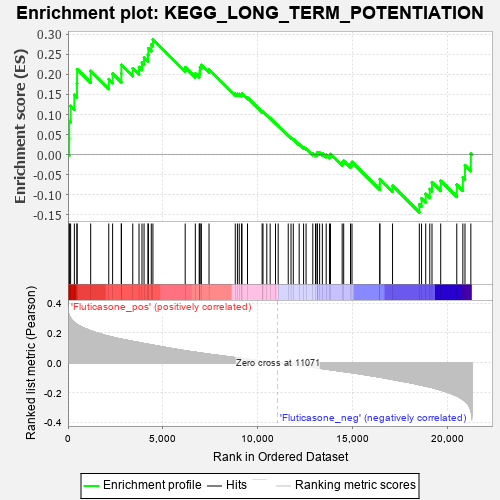 Enrichment plot: KEGG_LONG_TERM_POTENTIATION
Enrichment score (ES)
0.30
0.25
0.20
0.15
0.10
0.05
0.00
-0.05
-0.10
-0.15
Ranked list metric (Pearson)
'Fluticasone_pos' (positively correlated)
0.4
0.2
0.0
-0.2
-0.4
Zero cross at 11071
'Fluticasone_neg' (negatively correlated)
0
5,000
10,000
15,000
20,000
Rank in Ordered Dataset
Enrichment profile
Hits
Ranking metric scores